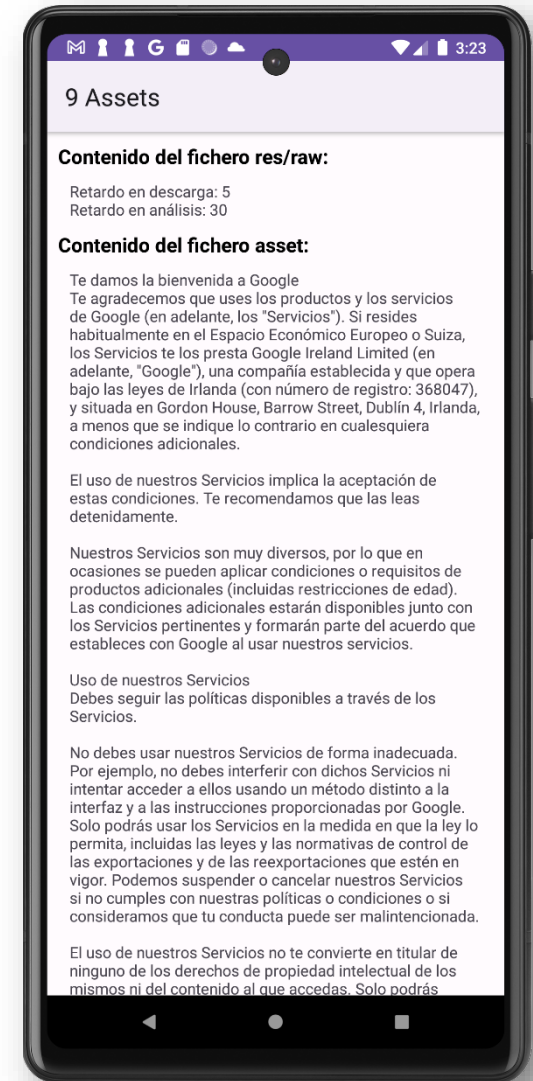 3:23
9 Assets
Contenido del fichero res/raw:
Retardo en descarga: 5
Retardo en análisis: 30
Contenido del fichero asset:
Te damos la bienvenida a Google
Te agradecemos que uses los productos y los servicios
de Google (en adelante, los "Servicios"). Si resides
habitualmente en el Espacio Económico Europeo o Suiza,
los Servicios te los presta Google Ireland Limited (en
adelante, "Google"), una compañía establecida y que opera
bajo las leyes de Irlanda (con número de registro: 368047),
y situada en Gordon House, Barrow Street, Dublín 4, Irlanda,
a menos que se indique lo contrario en cualesquiera
condiciones adicionales.
El uso de nuestros Servicios implica la aceptación de
estas condiciones. Te recomendamos que las leas
detenidamente.
Nuestros Servicios son muy diversos, por lo que en
ocasiones se pueden aplicar condiciones o requisitos de
productos adicionales (incluidas restricciones de edad).
Las condiciones adicionales estarán disponibles junto con
los Servicios pertinentes y formarán parte del acuerdo que
estableces con Google al usar nuestros servicios.
Uso de nuestros Servicios
Debes seguir las políticas disponibles a través de los
Servicios.
No debes usar nuestros Servicios de forma inadecuada.
Por ejemplo, no debes interferir con dichos Servicios ni
intentar acceder a ellos usando un método distinto a la
interfaz y a las instrucciones proporcionadas por Google.
Solo podrás usar los Servicios en la medida en que la ley lo
permita, incluidas las leyes y las normativas de control de
las exportaciones y de las reexportaciones que estén en
vigor. Podemos suspender o cancelar nuestros Servicios
si no cumples con nuestras políticas o condiciones o si
consideramos que tu conducta puede ser malintencionada.
El uso de nuestros Servicios no te convierte en titular de
ninguno de los derechos de propiedad intelectual de los
mismos ni del contenido al que accedas. Solo podrás